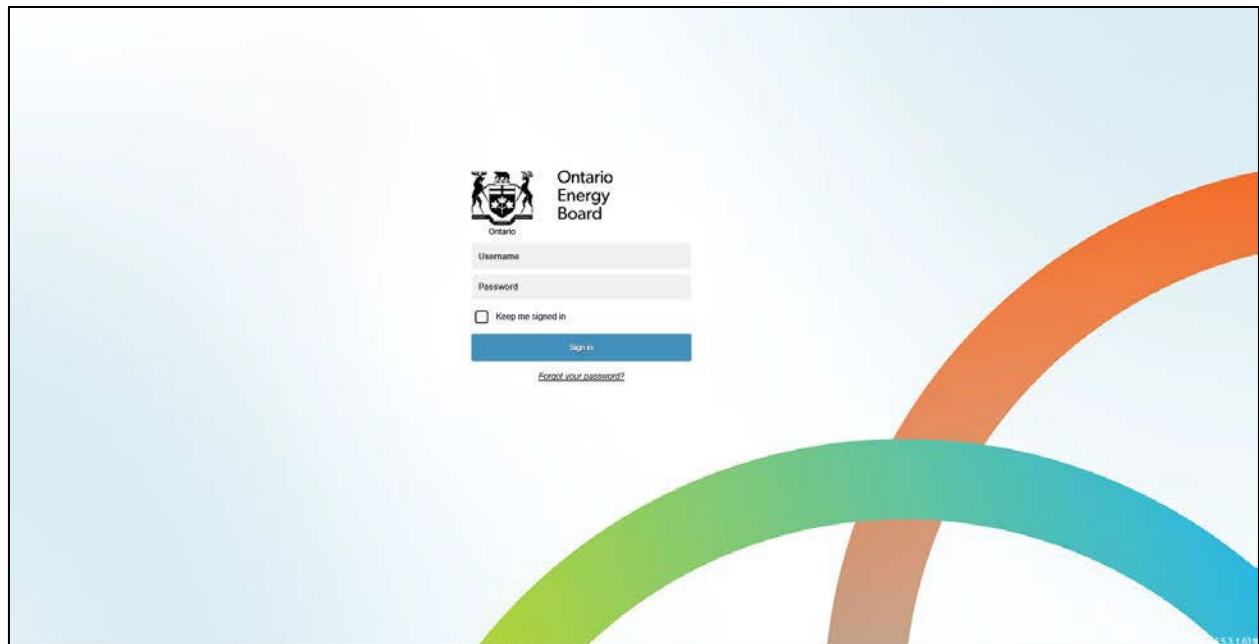 Ontario
Energy
Board
Ontario
Username
Password
Keep me signed in
Sign in
Forgot your password?